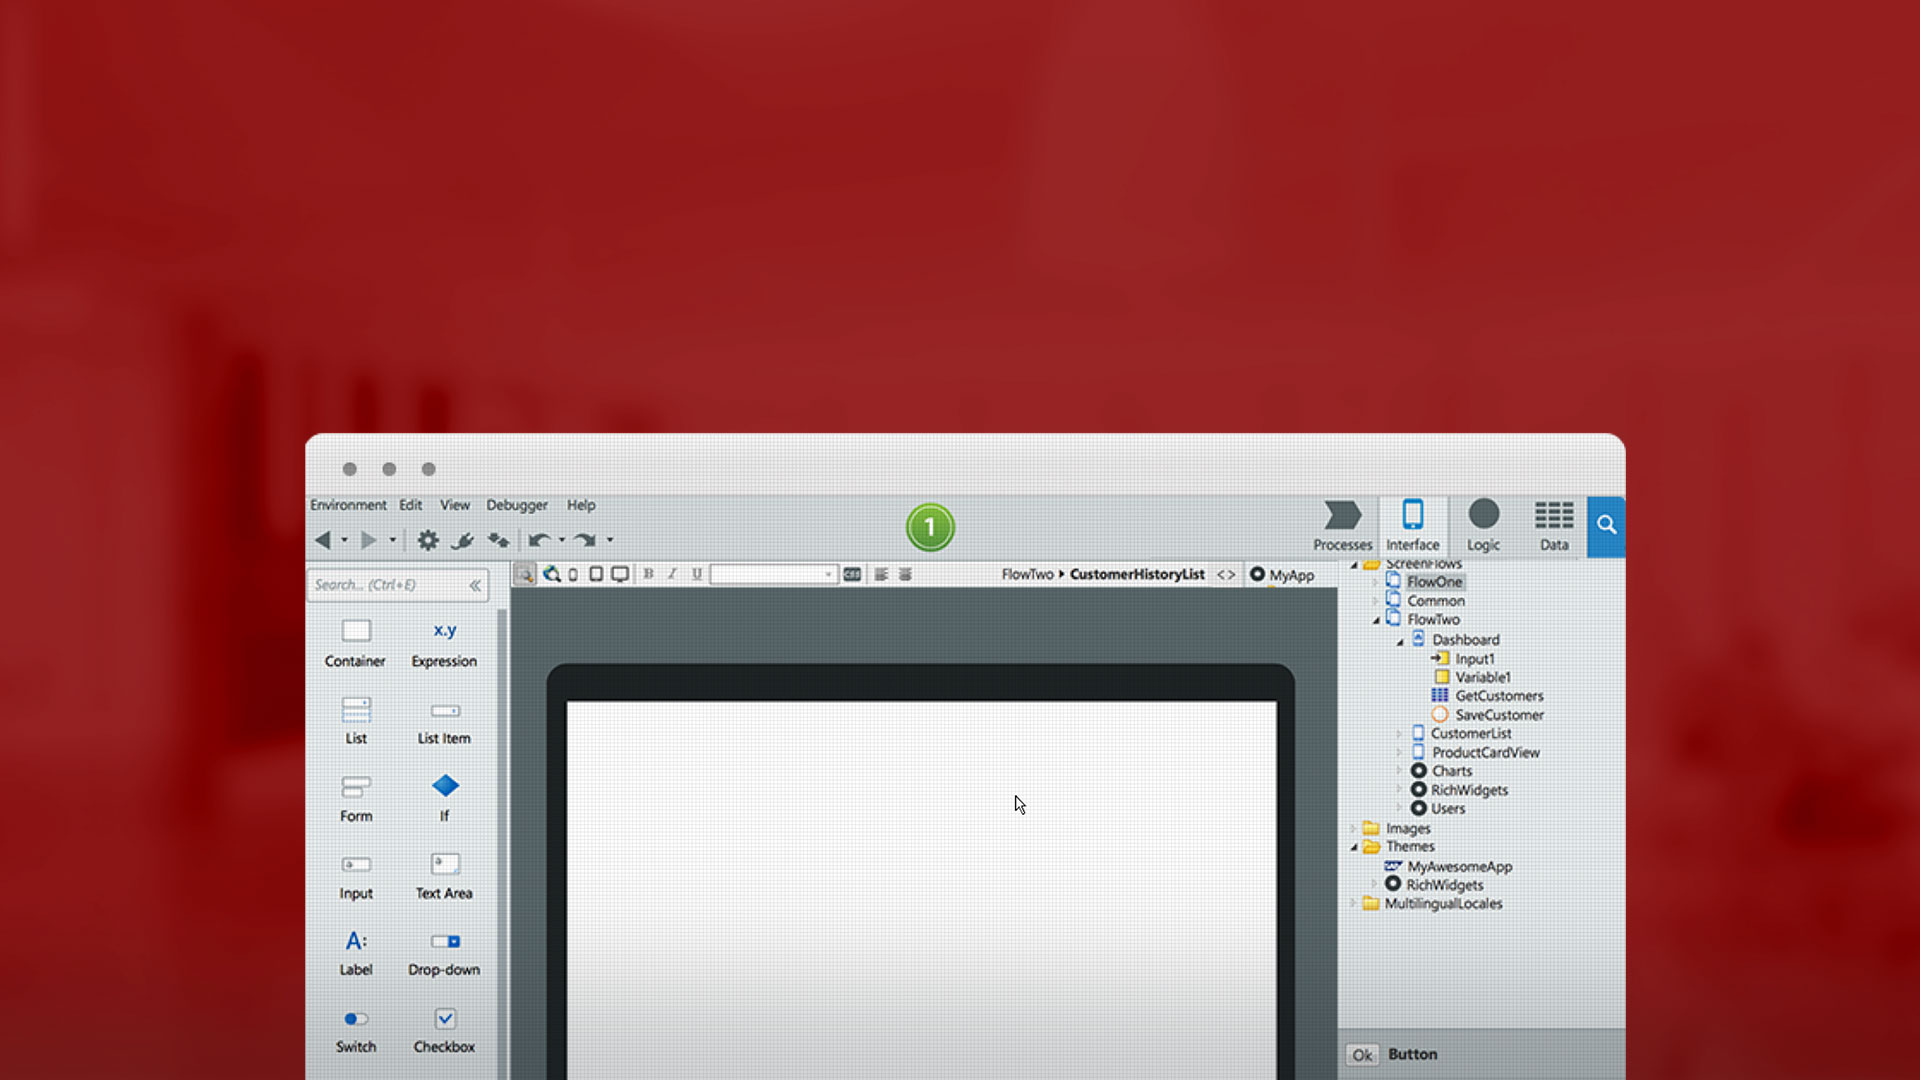 Environment Edit View Debugger Help
1
Processes Interface Logic Data
Search... (Ctrl+E)
B I U
CSS
FlowTwo CustomerHistoryList <> MyApp
Container Expression
x.y
List List Item
Form If
Input Text Area
A:
Label Drop-down
Switch Checkbox
ScreenFlows
FlowOne
Common
FlowTwo
Dashboard
Input1
Variable1
GetCustomers
SaveCustomer
CustomerList
ProductCardView
Charts
RichWidgets
Users
Images
Themes
SAP MyAwesomeApp
RichWidgets
MultilingualLocales
Ok Button